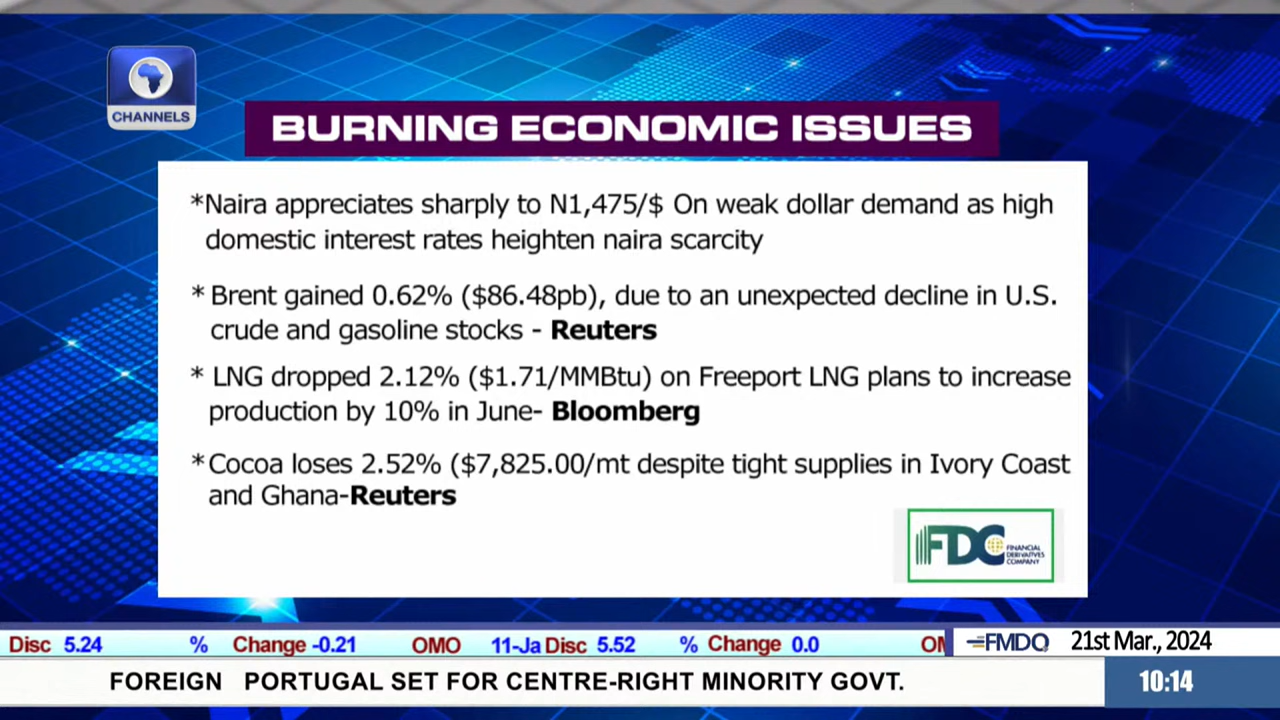 CHANNELS
BURNING ECONOMIC ISSUES
*Naira appreciates sharply to N1,475/$ On weak dollar demand as high
domestic interest rates heighten naira scarcity
* Brent gained 0.62% ($86.48pb), due to an unexpected decline in U.S.
crude and gasoline stocks - Reuters
* LNG dropped 2.12% ($1.71/MMBtu) on Freeport LNG plans to increase
production by 10% in June- Bloomberg
*Cocoa loses 2.52% ($7,825.00/mt despite tight supplies in Ivory Coast
and Ghana-Reuters
FDC FINANCIAL
DERIVATIVES
COMPANY
Disc 5.24 % Change -0.21 OMO 11-Ja Disc 5.52 % Change 0.0 OM FMDQ 21st Mar., 2024
FOREIGN PORTUGAL SET FOR CENTRE-RIGHT MINORITY GOVT. 10:14